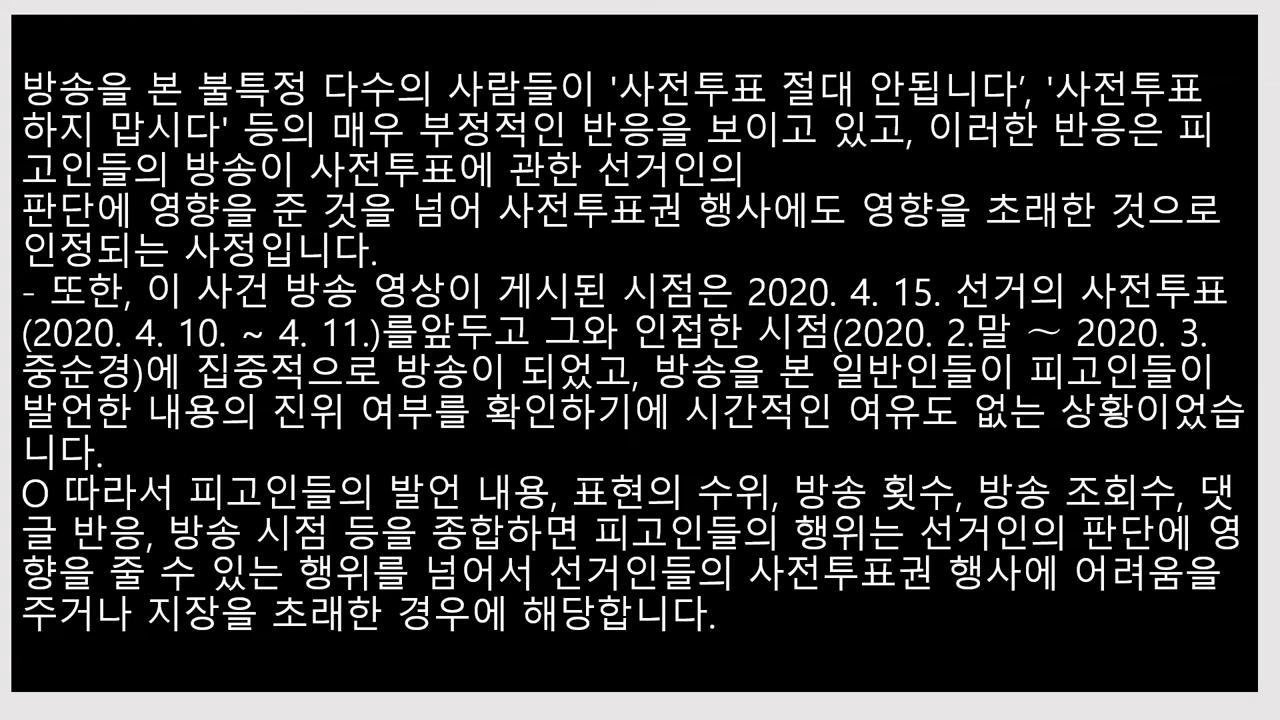 방송을 본 불특정 다수의 사람들이 '사전투표 절대 안됩니다’, '사전투표
하지 맙시다' 등의 매우 부정적인 반응을 보이고 있고, 이러한 반응은 피
고인들의 방송이 사전투표에 관한 선거인의
판단에 영향을 준 것을 넘어 사전투표권 행사에도 영향을 초래한 것으로
인정되는 사정입니다.
- 또한, 이 사건 방송 영상이 게시된 시점은 2020. 4. 15. 선거의 사전투표
(2020. 4. 10. ~ 4. 11.)를앞두고 그와 인접한 시점(2020. 2.말 ～ 2020. 3.
중순경)에 집중적으로 방송이 되었고, 방송을 본 일반인들이 피고인들이
발언한 내용의 진위 여부를 확인하기에 시간적인 여유도 없는 상황이었습
니다.
O 따라서 피고인들의 발언 내용, 표현의 수위, 방송 횟수, 방송 조회수, 댓
글 반응, 방송 시점 등을 종합하면 피고인들의 행위는 선거인의 판단에 영
향을 줄 수 있는 행위를 넘어서 선거인들의 사전투표권 행사에 어려움을
주거나 지장을 초래한 경우에 해당합니다.